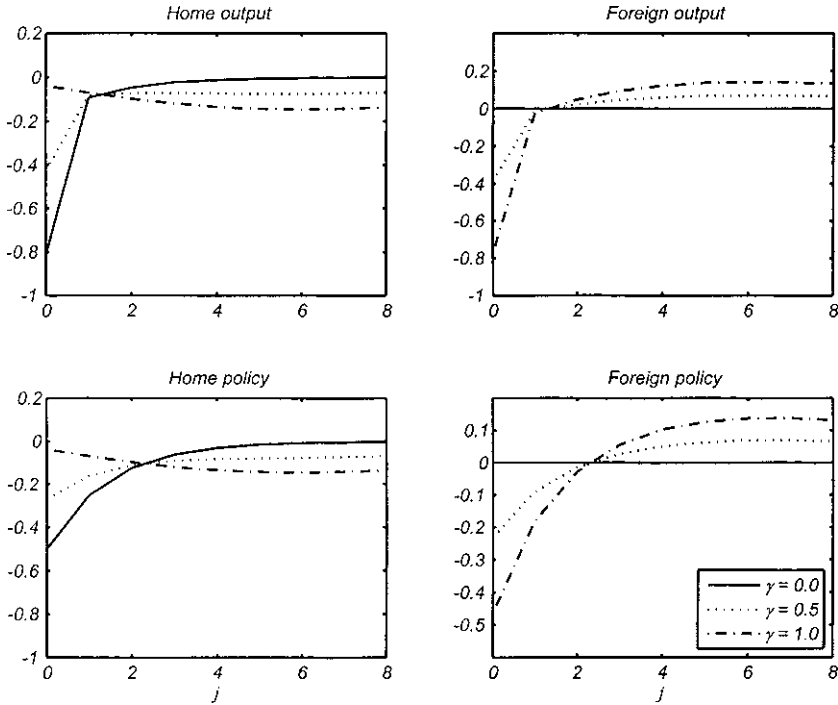 Home output
Foreign output
0.2
0
-0.2
-0.4
-0.6
-0.8
-1
0 2 4 6 8
0.2
0
-0.2
-0.4
-0.6
-0.8
-1
0 2 4 6 8
Home policy
Foreign policy
0.2
0
-0.2
-0.4
-0.6
-0.8
-1
0 2 4 6 8
j
0.1
0
-0.1
-0.2
-0.3
-0.4
-0.5
0 2 4 6 8
j
γ = 0.0
γ = 0.5
γ = 1.0